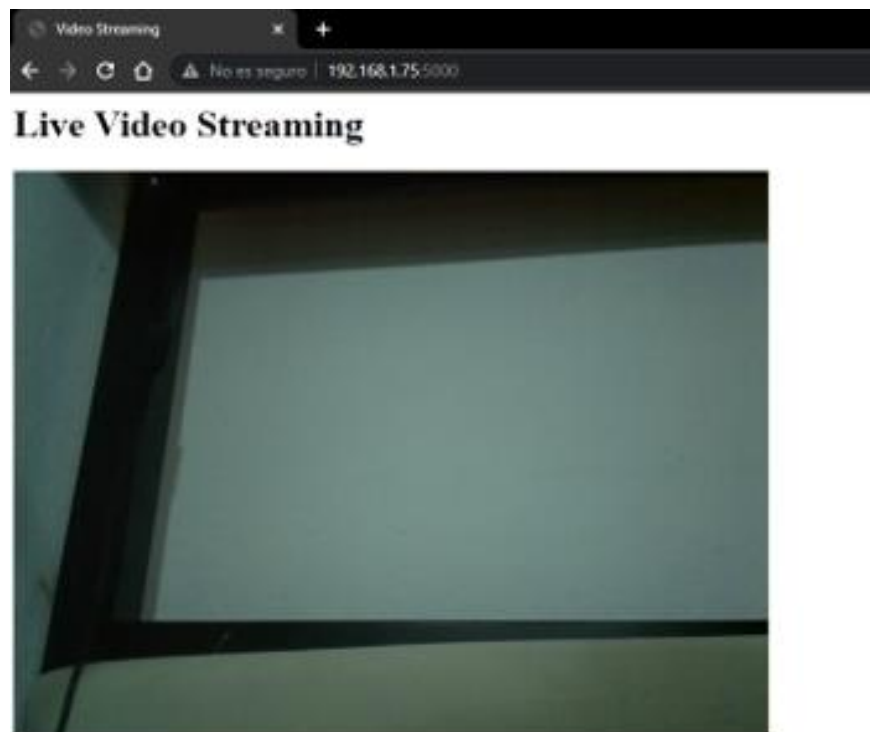 Video Streaming
No es seguro | 192.168.1.75:5000
Live Video Streaming